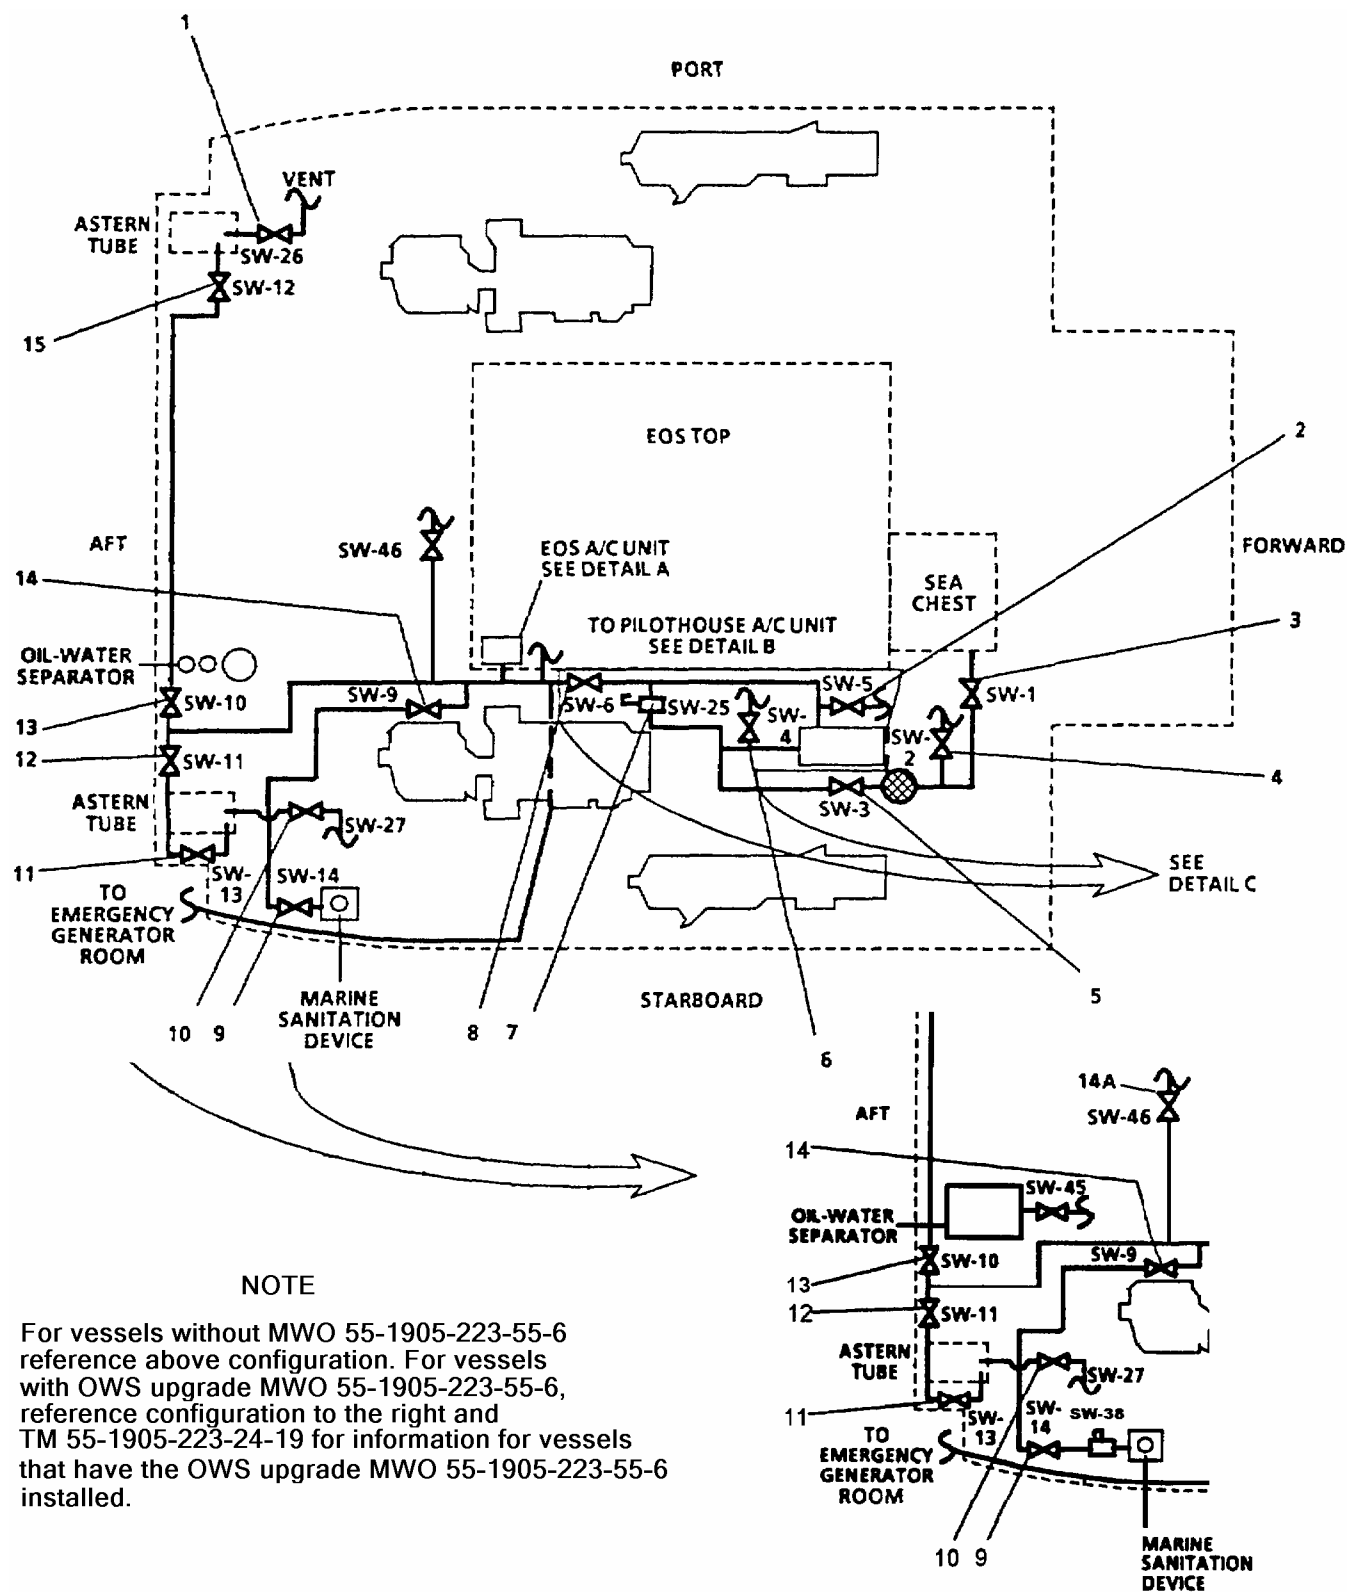 1
PORT
VENT
ASTERN
TUBE
SW-26
SW-12
15
EOS TOP
2
AFT
SW-46
EOS A/C UNIT
SEE DETAIL A
FORWARD
14
SEA
CHEST
TO PILOTHOUSE A/C UNIT
SEE DETAIL B
3
OIL-WATER
SEPARATOR
SW-10
SW-9
SW-6
SW-25
SW-5
SW-1
13
SW-
4
SW-
2
12
SW-11
4
ASTERN
TUBE
SW-3
SW-27
11
SW-
13
SW-14
SEE
DETAIL C
TO
EMERGENCY
GENERATOR
ROOM
MARINE
SANITATION
DEVICE
STARBOARD
5
10
9
8
7
6
14A
SW-46
AFT
14
SW-45
OIL-WATER
SEPARATOR
SW-10
SW-9
13
12
SW-11
ASTERN
TUBE
SW-27
11
SW-
13
SW-
14
SW-38
TO
EMERGENCY
GENERATOR
ROOM
10
9
MARINE
SANITATION
DEVICE
NOTE
For vessels without MWO 55-1905-223-55-6
reference above configuration. For vessels
with OWS upgrade MWO 55-1905-223-55-6,
reference configuration to the right and
TM 55-1905-223-24-19 for information for vessels
that have the OWS upgrade MWO 55-1905-223-55-6
installed.